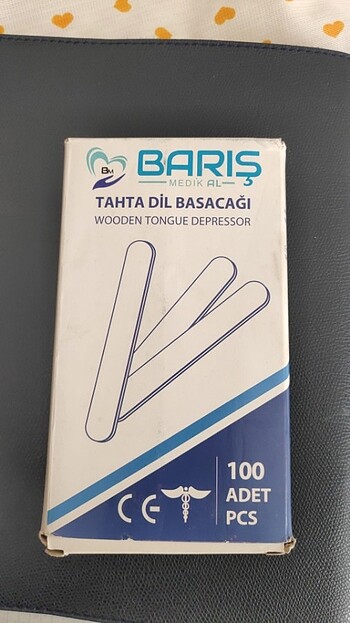 BM
BARIŞ
MEDİKAL
TAHTA DİL BASACAĞI
WOODEN TONGUE DEPRESSOR
100
ADET
PCS
CE